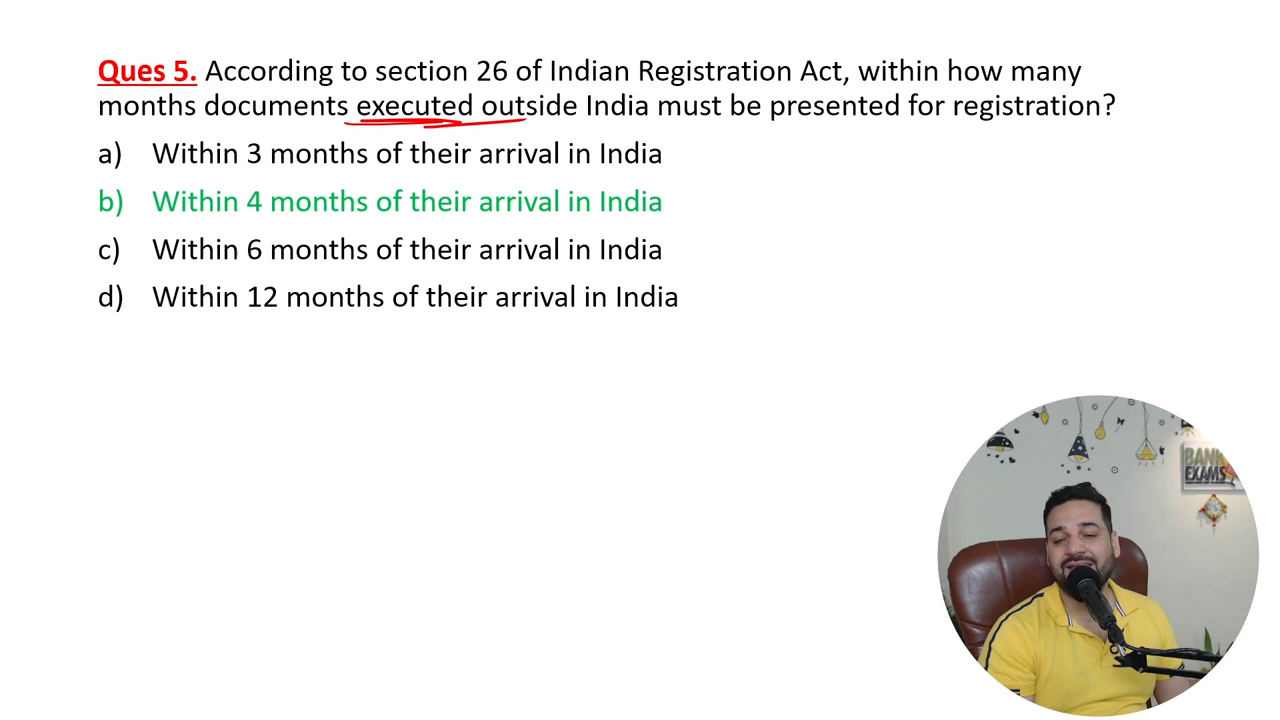 Ques 5. According to section 26 of Indian Registration Act, within how many
months documents executed outside India must be presented for registration?
a) Within 3 months of their arrival in India
b) Within 4 months of their arrival in India
c) Within 6 months of their arrival in India
d) Within 12 months of their arrival in India
BANK
EXAMS